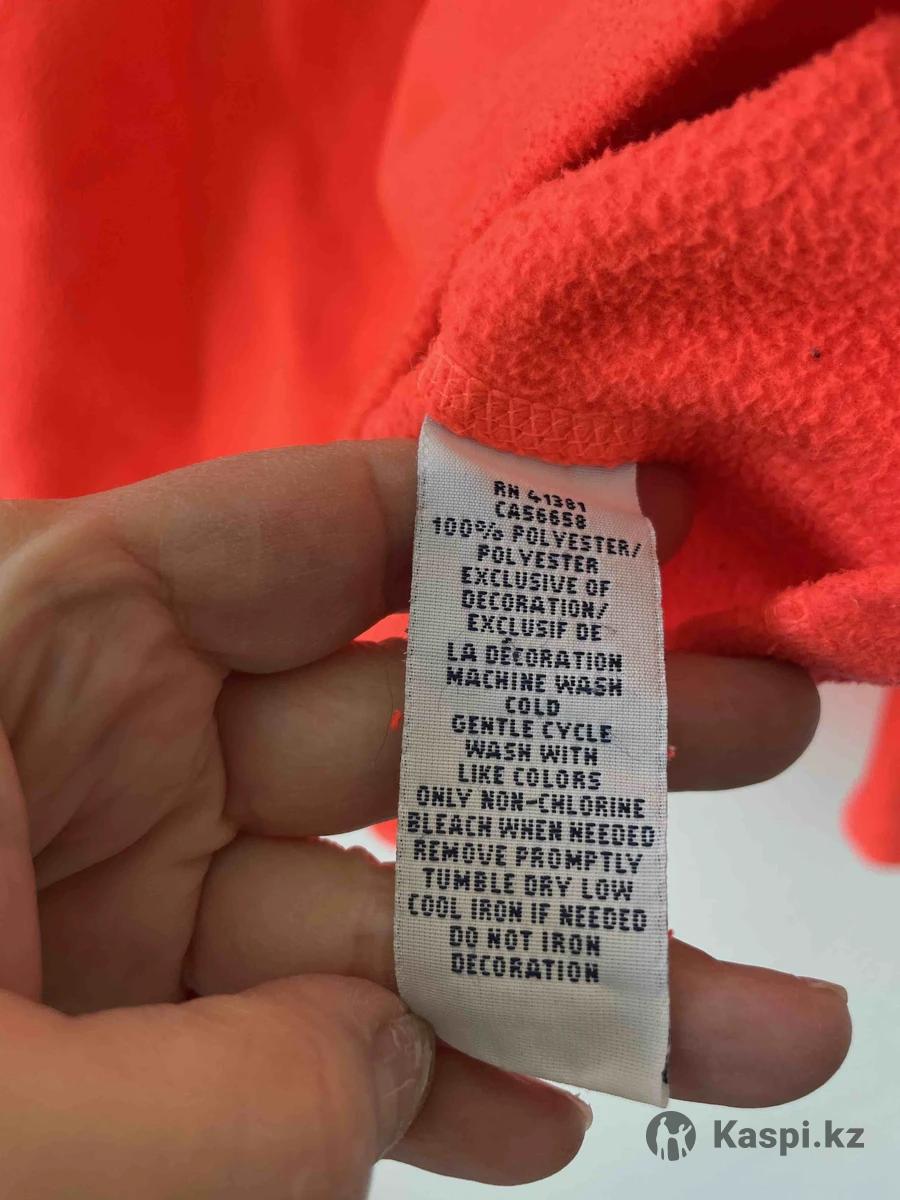 RN 41381
CA56658
100% POLYESTER/
POLYESTER
EXCLUSIVE OF
DECORATION/
EXCLUSIF DE
LA DÉCORATION
MACHINE WASH
COLD
GENTLE CYCLE
WASH WITH
LIKE COLORS
ONLY NON-CHLORINE
BLEACH WHEN NEEDED
REMOVE PROMPTLY
TUMBLE DRY LOW
COOL IRON IF NEEDED
DO NOT IRON
DECORATION
Kaspi.kz